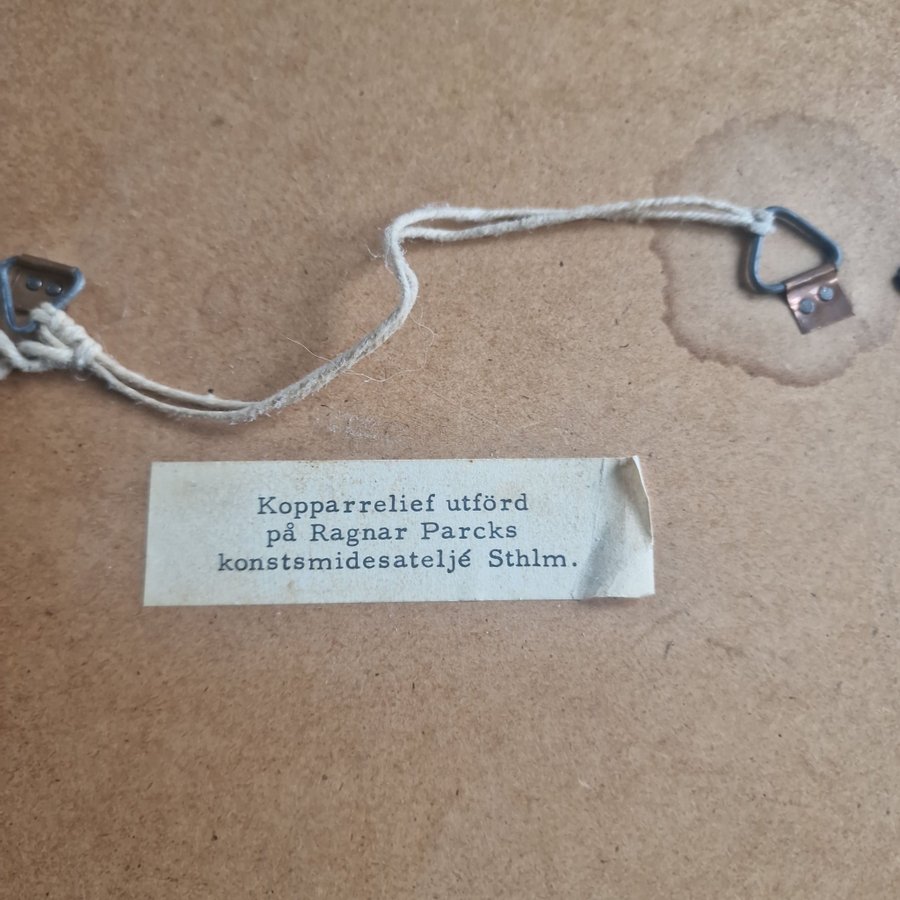 Kopparrelief utförd
på Ragnar Parcks
konstsmidesateljé Sthlm.